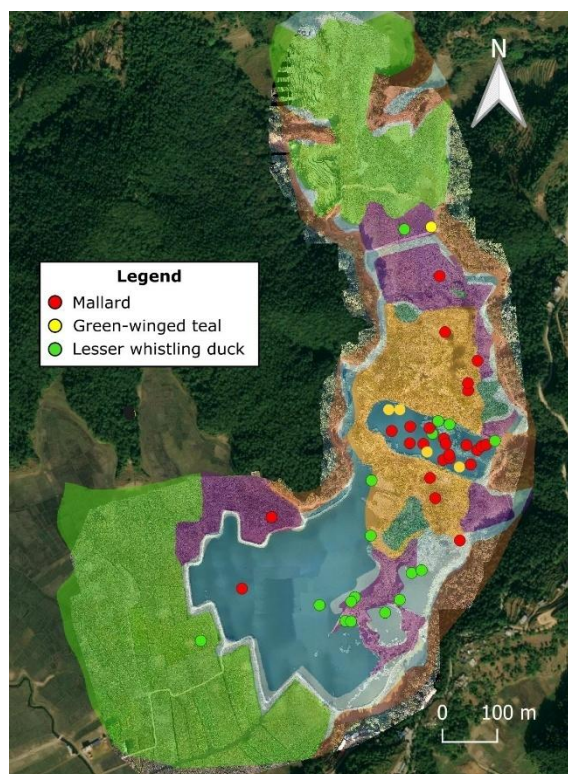 N
Legend
Mallard
Green-winged teal
Lesser whistling duck
0 100 m